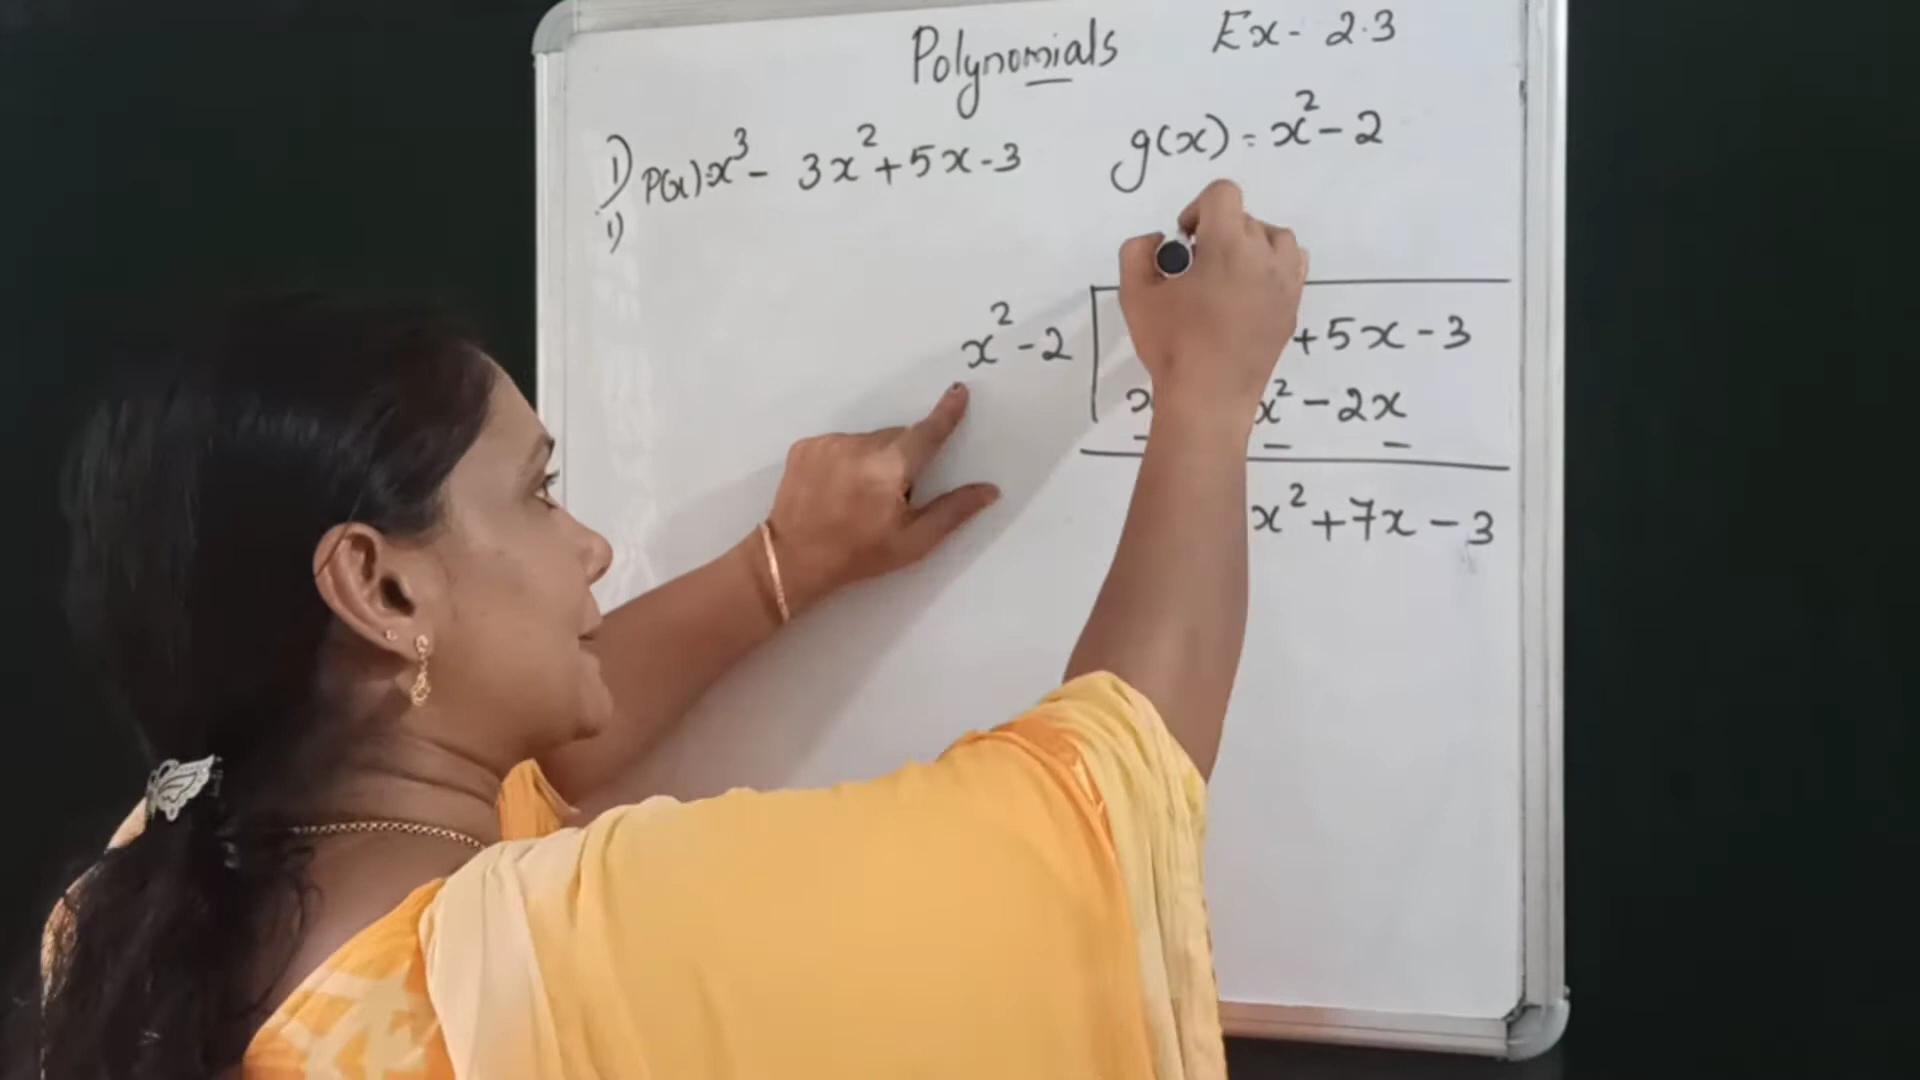 Polynomials Ex- 2.3
1) P(x)=x³- 3x²+5x-3 g(x)=x²-2
1)
x²-2 +5x-3
x x²-2x
- - -
x²+7x-3